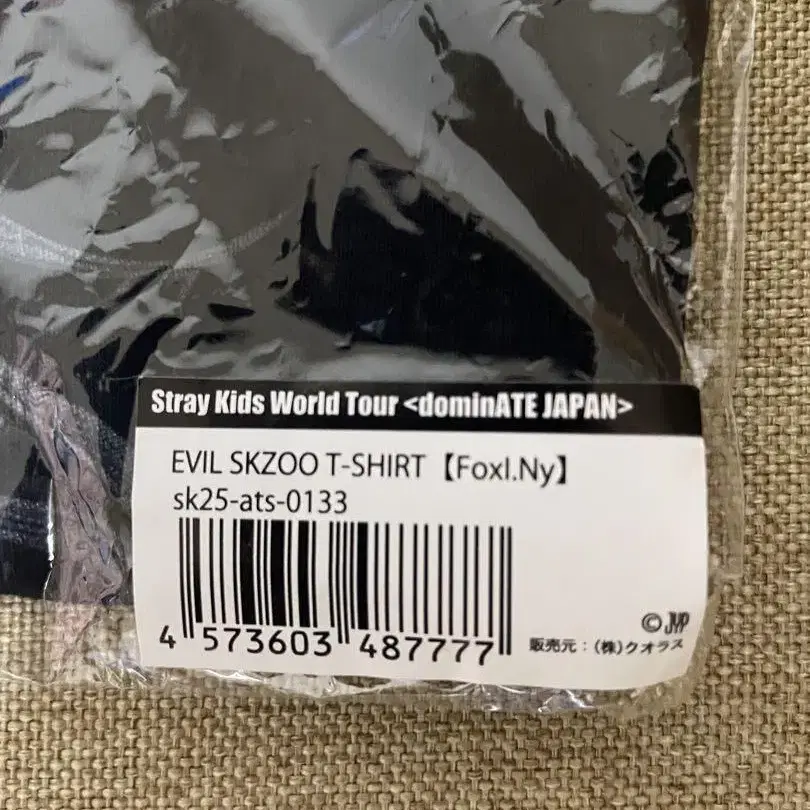 Stray Kids World Tour <dominATE JAPAN>
EVIL SKZOO T-SHIRT【FoxI.Ny】
sk25-ats-0133
4 573603 487777
©JYP
販売元：(株)クオラス